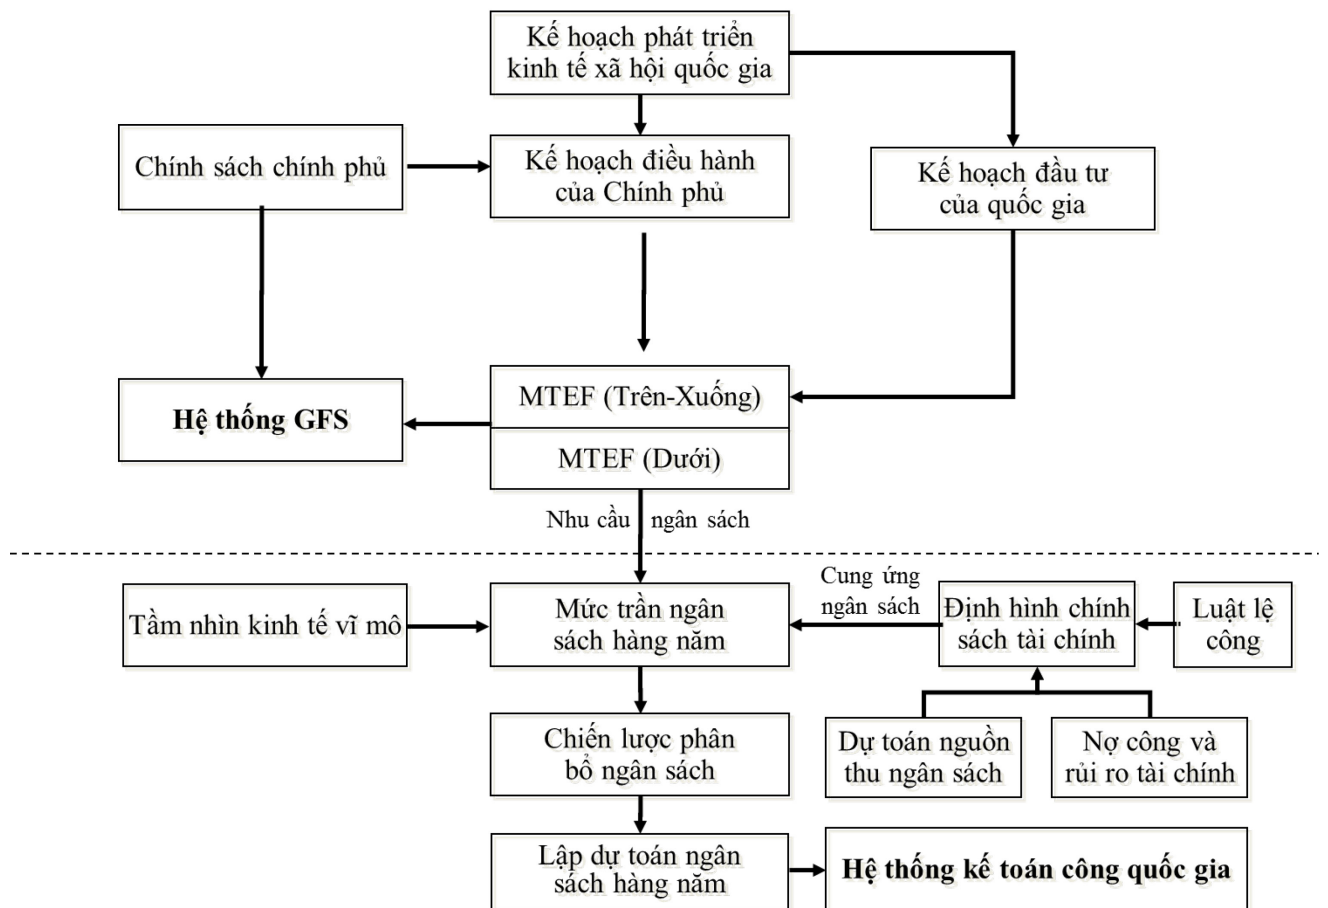 Kế hoạch phát triển
kinh tế xã hội quốc gia
Chính sách chính phủ
Kế hoạch điều hành
của Chính phủ
Kế hoạch đầu tư
của quốc gia
Hệ thống GFS
MTEF (Trên-Xuống)
MTEF (Dưới)
Nhu cầu ngân sách
Tầm nhìn kinh tế vĩ mô
Mức trần ngân
sách hàng năm
Cung ứng
ngân sách
Định hình chính
sách tài chính
Luật lệ
công
Chiến lược phân
bổ ngân sách
Dự toán nguồn
thu ngân sách
Nợ công và
rủi ro tài chính
Lập dự toán ngân
sách hàng năm
Hệ thống kế toán công quốc gia